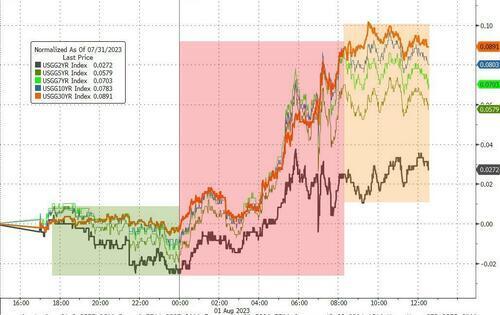 Normalized As Of 07/31/2023
Last Price
USGG2YR Index 0.0272
USGG5YR Index 0.0579
USGG7YR Index 0.0703
USGG10YR Index 0.0783
USGG30YR Index 0.0891
0.10
0.0891
0.0803
0.0703
0.06
0.0579
0.04
0.0272
0.02
0.00
-0.02
16:00 18:00 20:00 22:00 00:00 02:00 04:00 06:00 08:00 10:00 12:00
01 Aug 2023